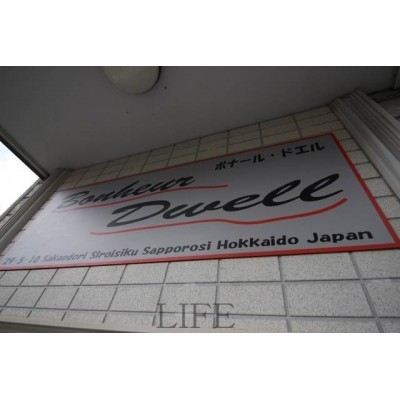 Bonheur
ボナール・ドエル
Dwell
29-5-10 Sakaedori Siroisiku Sapporosi Hokkaido Japan
LIFE